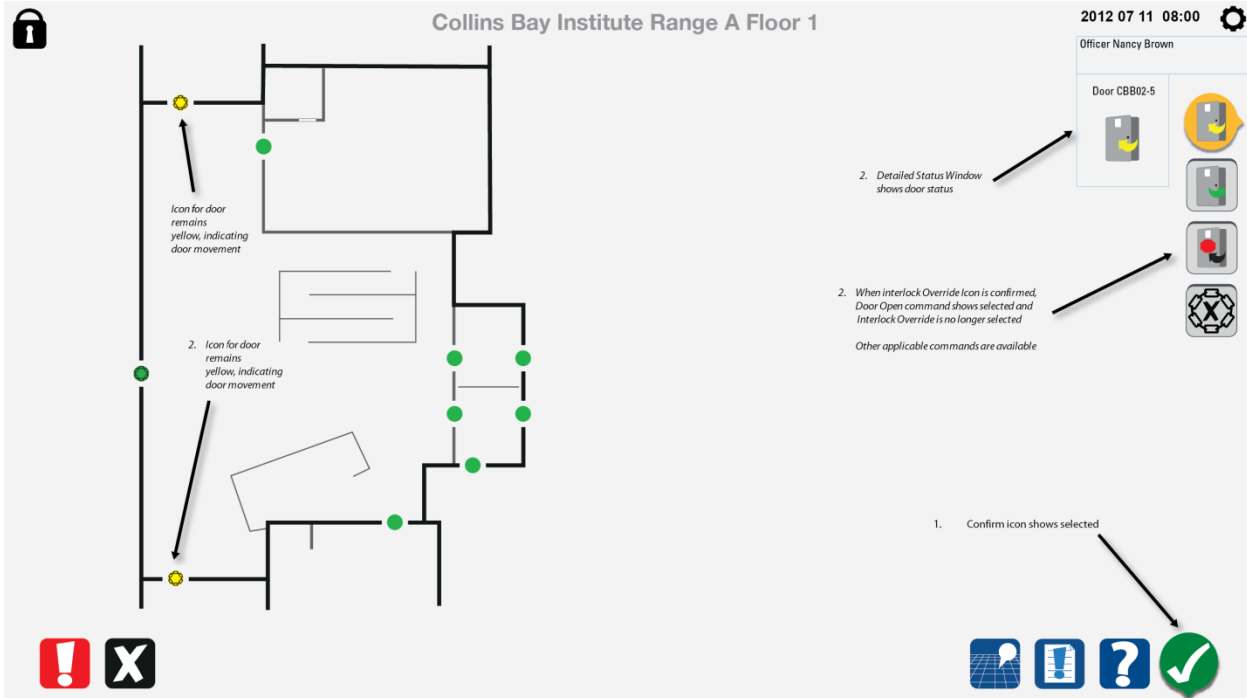 Collins Bay Institute Range A Floor 1
2012 07 11 08:00
Officer Nancy Brown
Door CBB02-5
Icon for door
remains
yellow, indicating
door movement
2. Detailed Status Window
shows door status
2. When interlock Override Icon is confirmed,
Door Open command shows selected and
Interlock Override is no longer selected
Other applicable commands are available
2. Icon for door
remains
yellow, indicating
door movement
1. Confirm icon shows selected
! X
! ?
X